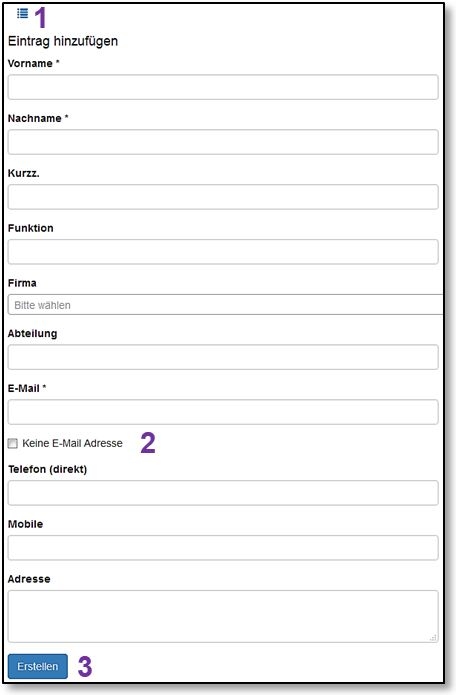 1
Eintrag hinzufügen
Vorname *
Nachname *
Kurzz.
Funktion
Firma
Bitte wählen
Abteilung
E-Mail *
Keine E-Mail Adresse 2
Telefon (direkt)
Mobile
Adresse
Erstellen 3